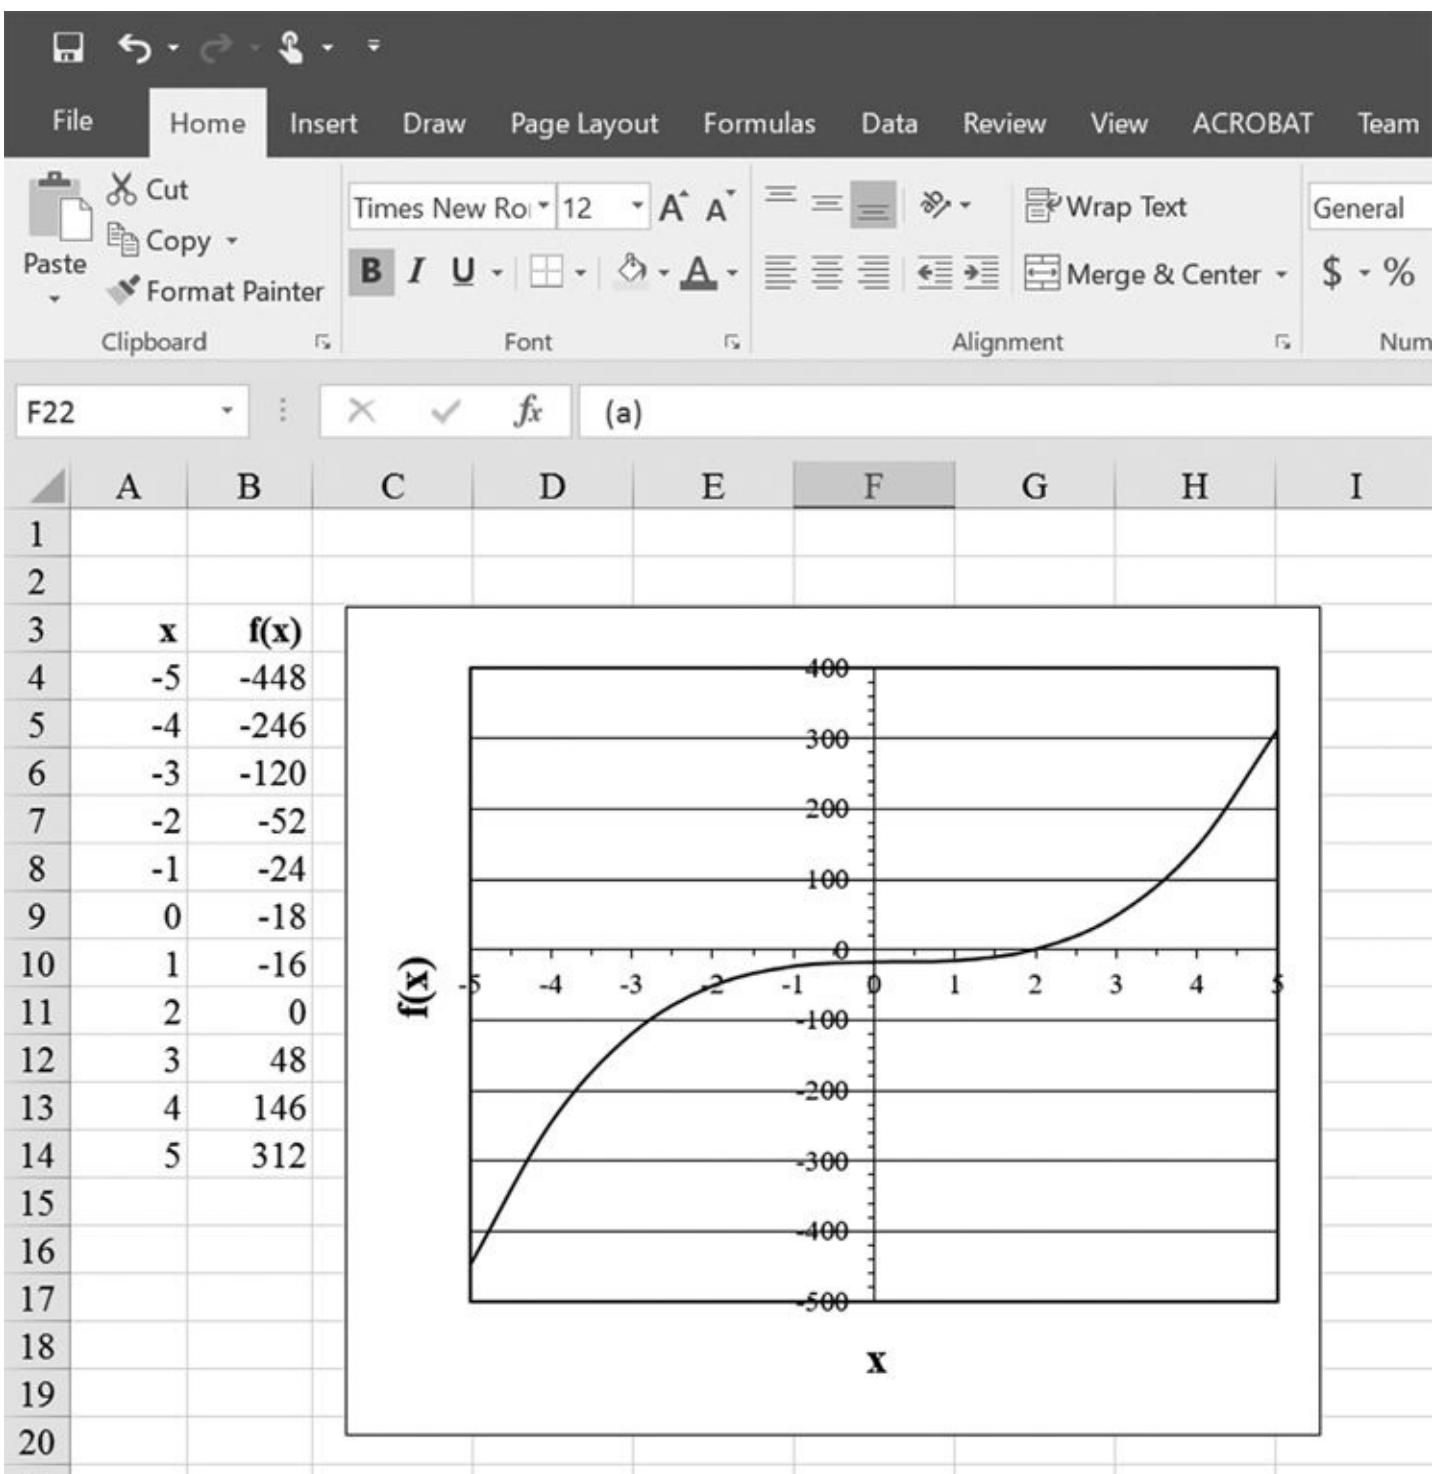 File Home Insert Draw Page Layout Formulas Data Review View ACROBAT Team
Cut
Copy
Format Painter
Paste
Clipboard
Times New Ro 12 A A
B I U A
Font
ab
Wrap Text
Merge & Center
Alignment
General
$ %
Num
F22 fx (a)
A B C D E F G H I
1
2
3 x f(x)
4 -5 -448
5 -4 -246
6 -3 -120
7 -2 -52
8 -1 -24
9 0 -18
10 1 -16
11 2 0
12 3 48
13 4 146
14 5 312
15
16
17
18
19
20
f(x)
400
300
200
100
0
-5 -4 -3 -2 -1 0 1 2 3 4 5
-100
-200
-300
-400
-500
x